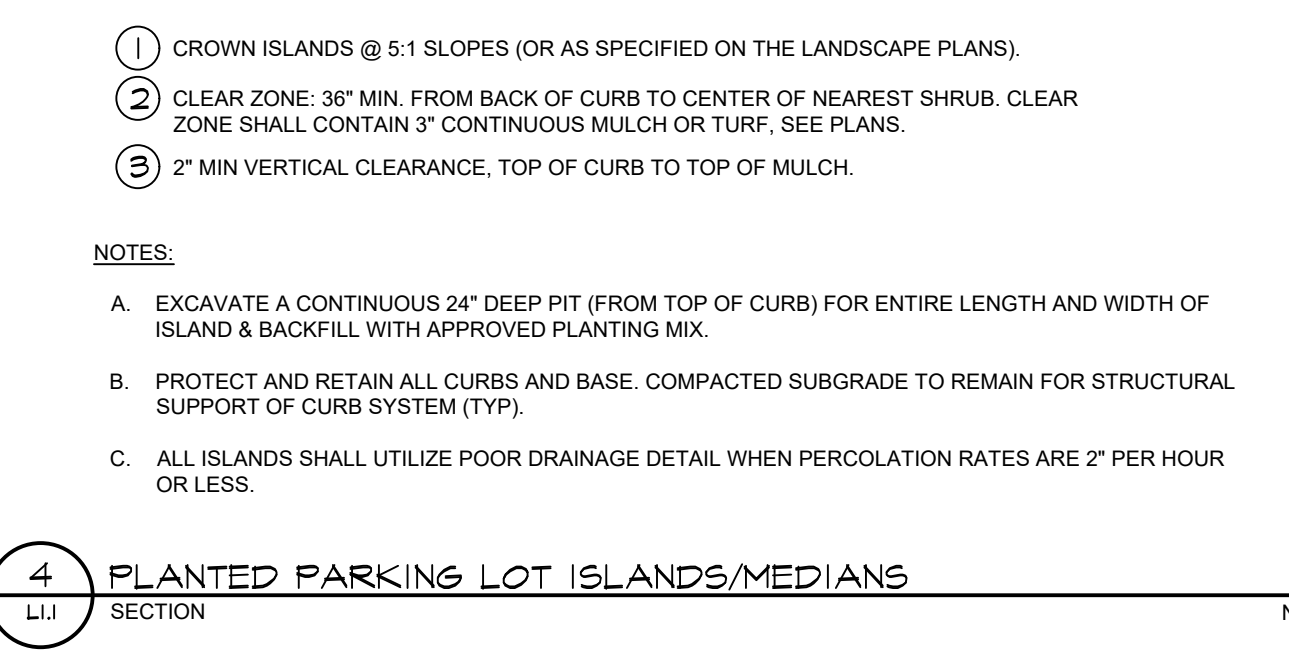 1 CROWN ISLANDS @ 5:1 SLOPES (OR AS SPECIFIED ON THE LANDSCAPE PLANS).
2 CLEAR ZONE: 36" MIN. FROM BACK OF CURB TO CENTER OF NEAREST SHRUB. CLEAR
ZONE SHALL CONTAIN 3" CONTINUOUS MULCH OR TURF, SEE PLANS.
3 2" MIN VERTICAL CLEARANCE, TOP OF CURB TO TOP OF MULCH.
NOTES:
A. EXCAVATE A CONTINUOUS 24" DEEP PIT (FROM TOP OF CURB) FOR ENTIRE LENGTH AND WIDTH OF
ISLAND & BACKFILL WITH APPROVED PLANTING MIX.
B. PROTECT AND RETAIN ALL CURBS AND BASE. COMPACTED SUBGRADE TO REMAIN FOR STRUCTURAL
SUPPORT OF CURB SYSTEM (TYP).
C. ALL ISLANDS SHALL UTILIZE POOR DRAINAGE DETAIL WHEN PERCOLATION RATES ARE 2" PER HOUR
OR LESS.
4 PLANTED PARKING LOT ISLANDS/MEDIANS
L1.1 SECTION